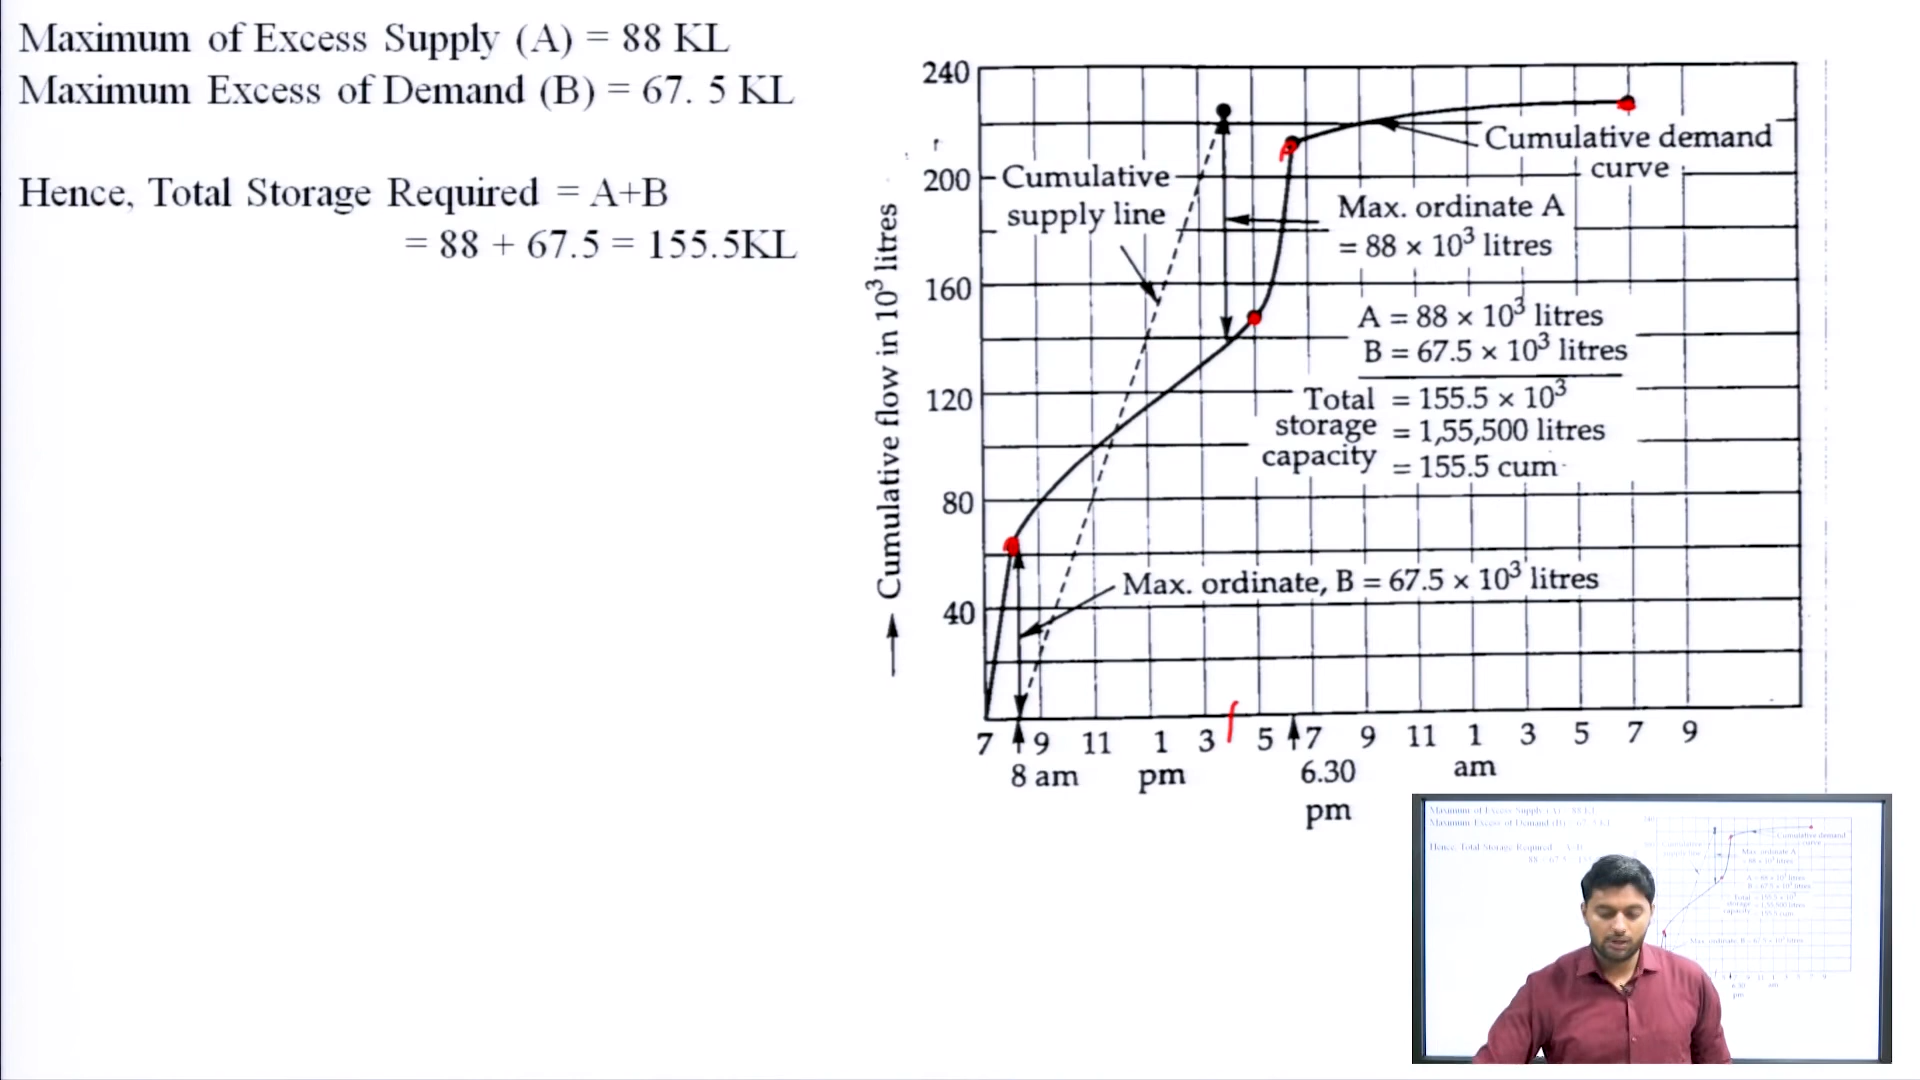 Maximum of Excess Supply (A) = 88 KL
Maximum Excess of Demand (B) = 67. 5 KL
Hence, Total Storage Required = A+B
= 88 + 67.5 = 155.5KL
Cumulative flow in 10³ litres
240
200
160
120
80
40
Cumulative
supply line
Cumulative demand
curve
Max. ordinate A
= 88 × 10³ litres
A = 88 × 10³ litres
B = 67.5 × 10³ litres
Total = 155.5 × 10³
storage = 1,55,500 litres
capacity = 155.5 cum
Max. ordinate, B = 67.5 × 10³ litres
7 9 11 1 3 5 7 9 11 1 3 5 7 9
8 am pm 6.30 am
pm